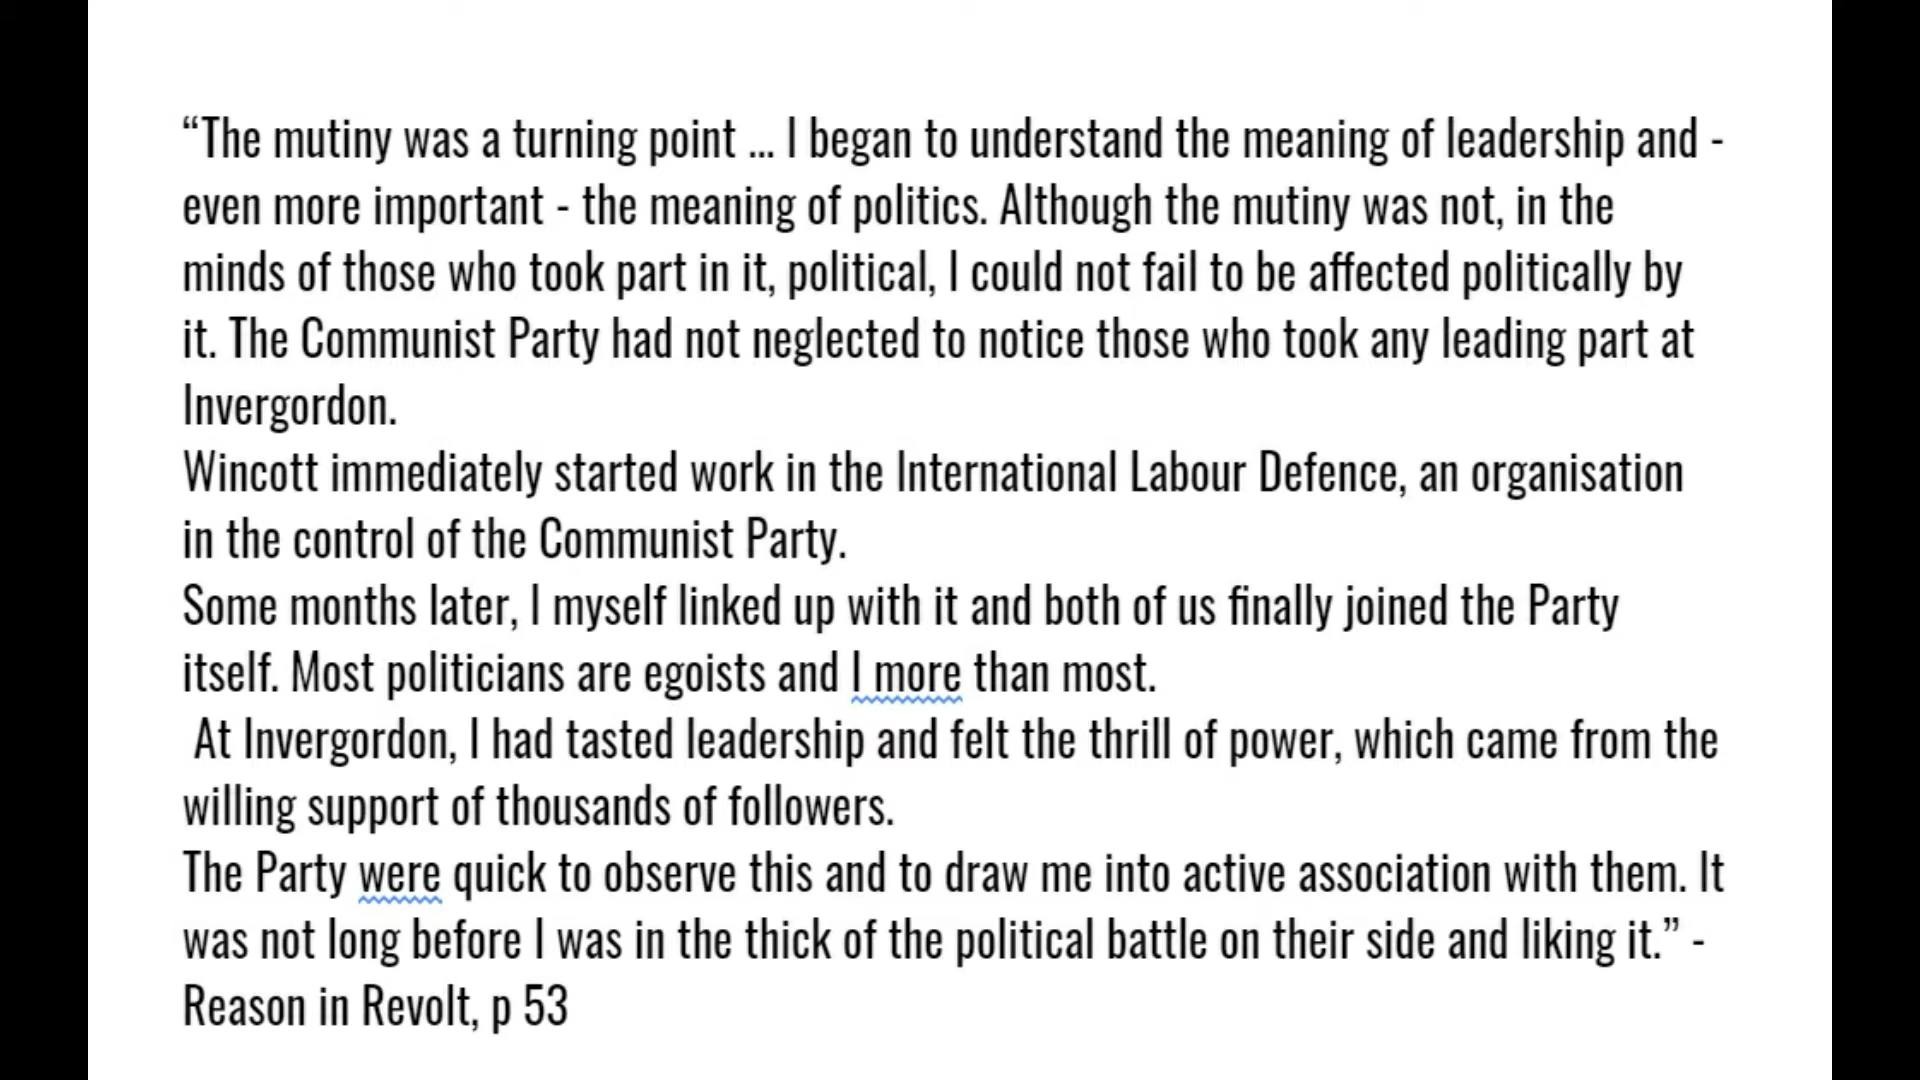 “The mutiny was a turning point ... I began to understand the meaning of leadership and -
even more important - the meaning of politics. Although the mutiny was not, in the
minds of those who took part in it, political, I could not fail to be affected politically by
it. The Communist Party had not neglected to notice those who took any leading part at
Invergordon.
Wincott immediately started work in the International Labour Defence, an organisation
in the control of the Communist Party.
Some months later, I myself linked up with it and both of us finally joined the Party
itself. Most politicians are egoists and I more than most.
At Invergordon, I had tasted leadership and felt the thrill of power, which came from the
willing support of thousands of followers.
The Party were quick to observe this and to draw me into active association with them. It
was not long before I was in the thick of the political battle on their side and liking it.” -
Reason in Revolt, p 53